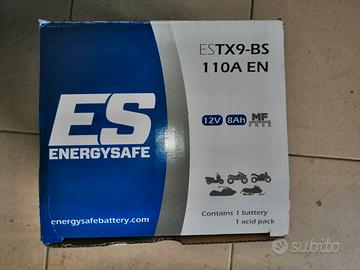 ESTX9-BS
110A EN
12V 8Ah MF
FREE
ES
ENERGYSAFE
energysafebattery.com
Contains 1 battery
1 acid pack
subito